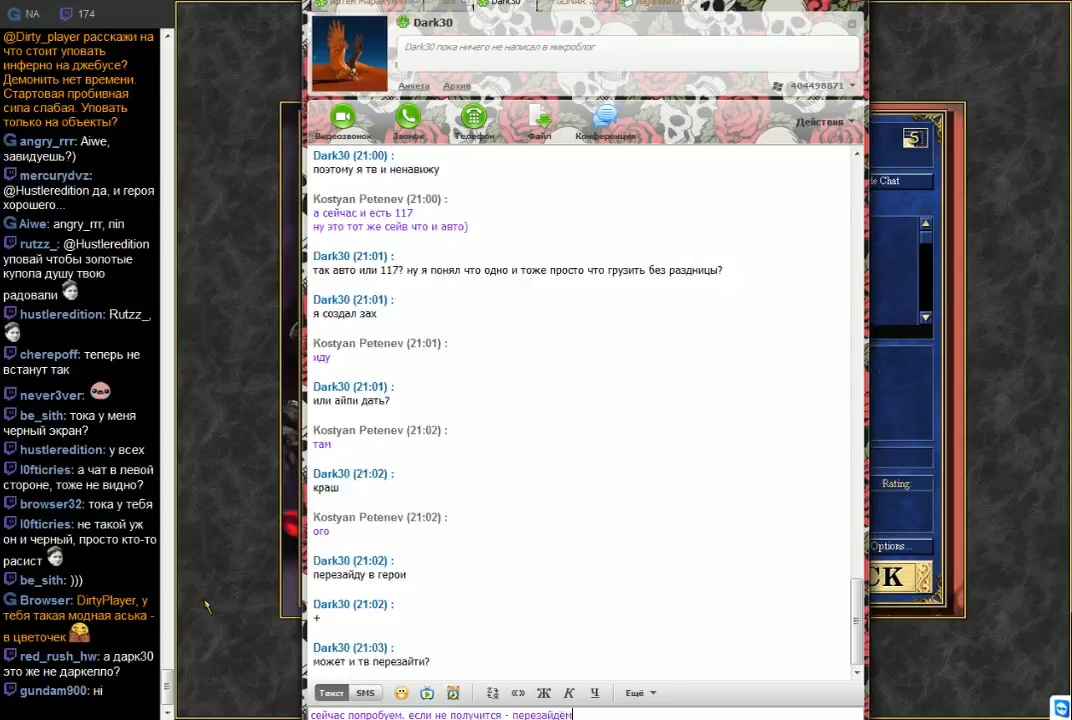 NA 174
@Dirty_player расскажи на
что стоит уповать
инферно на джебусе?
Демонить нет времени.
Стартовая пробивная
сила слабая. Уповать
только на объекты?
angry_rrr: Aiwe,
завидуешь?)
mercurydvz:
@Hustleredition да, и героя
хорошего...
Aiwe: angry_rrr, пiп
rutzz_: @Hustleredition
уповай чтобы золотые
купола душу твою
радовали
hustleredition: Rutzz_,
cherepoff: теперь не
встанут так
never3ver:
be_sith: тока у меня
черный экран?
hustleredition: у всех
l0fticries: а чат в левой
стороне, тоже не видно?
browser32: тока у тебя
l0fticries: не такой уж
он и черный, просто кто-то
расист
be_sith: )))
Browser: DirtyPlayer, у
тебя такая модная аська -
в цветочек
red_rush_hw: а дарк30
это же не даркеппо?
gundam900: hi
Dark30
Dark30 пока ничего не написал в микроблог
Анкета Архив
404498871
Видеозвонок Звонок Телефон Файл Конференция
Действия
Dark30 (21:00) :
поэтому я тв и ненавижу
Kostyan Petenev (21:00) :
а сейчас и есть 117
ну это тот же сейв что и авто)
Dark30 (21:01) :
так авто или 117? ну я понял что одно и тоже просто что грузить без раздницы?
Dark30 (21:01) :
я создал зах
Kostyan Petenev (21:01) :
иду
Dark30 (21:01) :
или айпи дать?
Kostyan Petenev (21:02) :
там
Dark30 (21:02) :
краш
Kostyan Petenev (21:02) :
ого
Dark30 (21:02) :
перезайду в герои
Dark30 (21:02) :
+
Dark30 (21:03) :
может и тв перезайти?
Текст SMS Ж К Ч Ещё
сейчас попробуем. если не получится - перезайдём
Chat
Rating:
Options...
CK